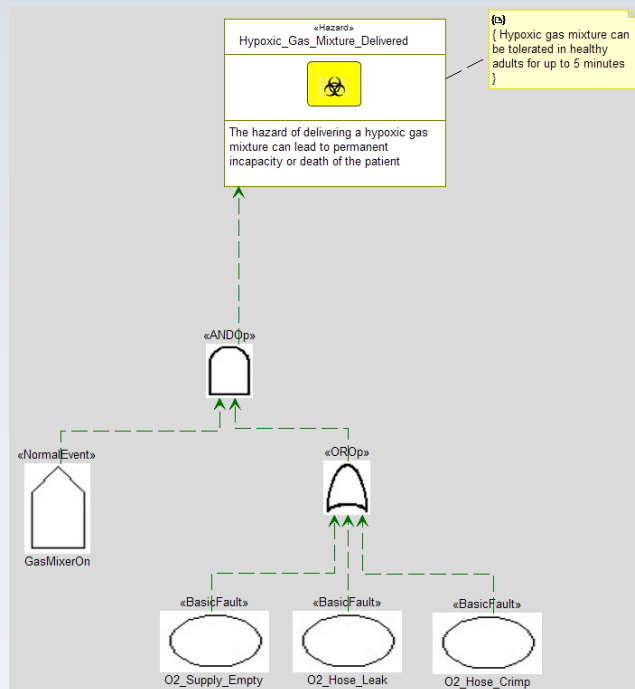 «Hazard»
Hypoxic_Gas_Mixture_Delivered
{ Hypoxic gas mixture can
be tolerated in healthy
adults for up to 5 minutes
}
The hazard of delivering a hypoxic gas
mixture can lead to permanent
incapacity or death of the patient
«ANDOp»
«NormalEvent»
«OROp»
GasMixerOn
«BasicFault»
«BasicFault»
«BasicFault»
O2_Supply_Empty
O2_Hose_Leak
O2_Hose_Crimp